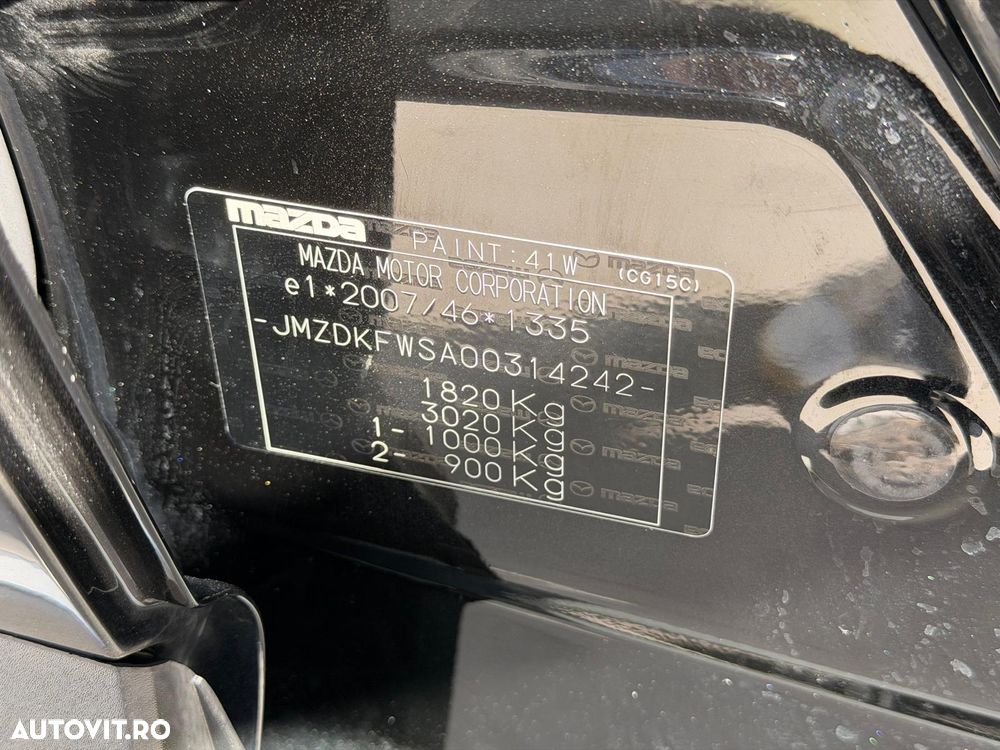 mazda PAINT:41W (CG15C)
MAZDA MOTOR CORPORATION
e1*2007/46*1335
-JMZDKFWSA00314242-
1820Kg
3020Kg
1- 1000Kg
2- 900Kg
AUTOVIT.RO